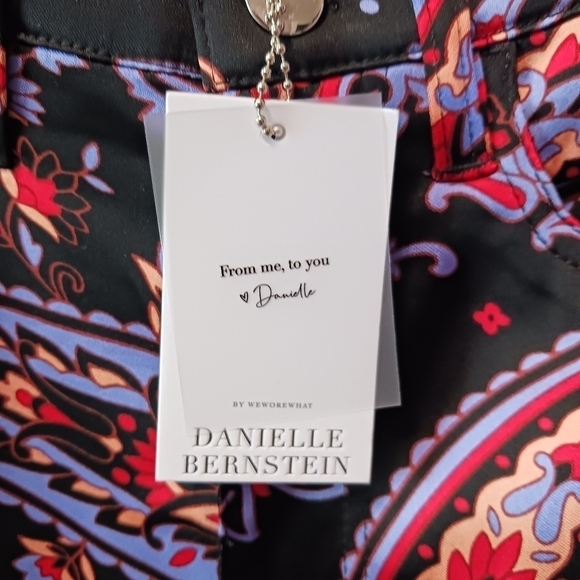 From me, to you
♡ Danielle
BY WEWOREWHAT
DANIELLE
BERNSTEIN